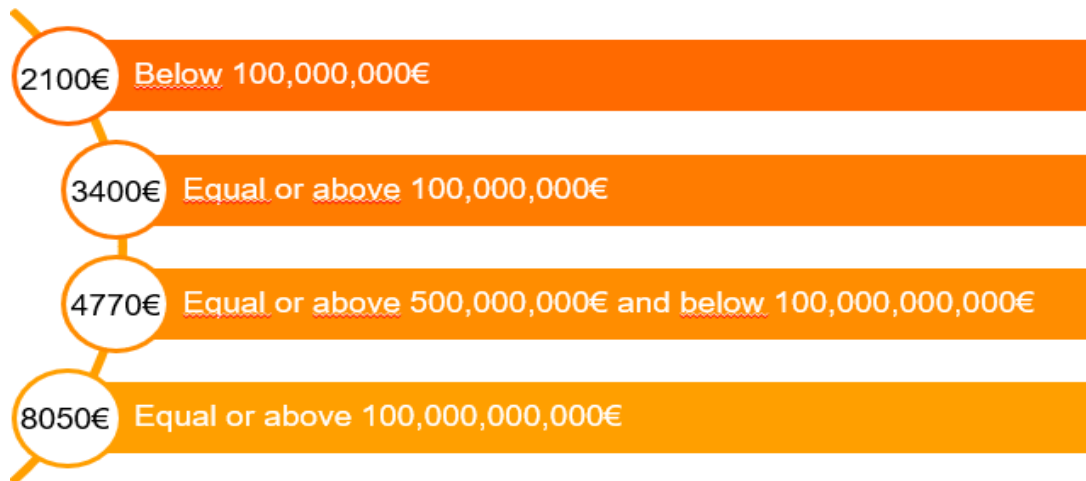 2100€ Below 100,000,000€
3400€ Equal or above 100,000,000€
4770€ Equal or above 500,000,000€ and below 100,000,000,000€
8050€ Equal or above 100,000,000,000€